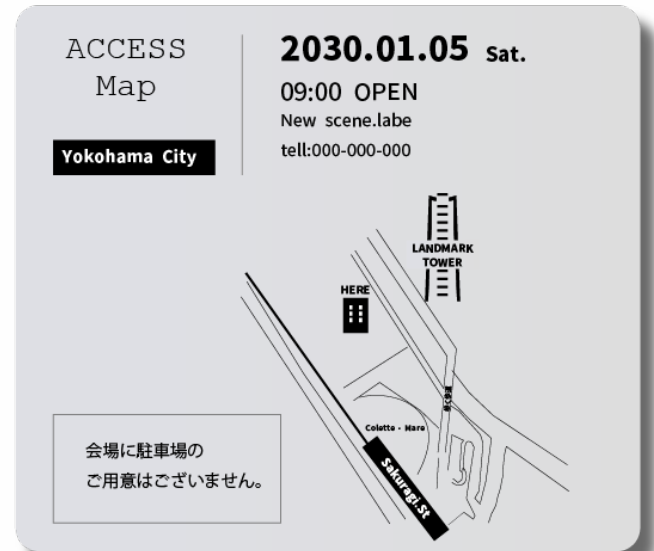 ACCESS
Map
Yokohama City
2030.01.05 Sat.
09:00 OPEN
New scene.labe
tell:000-000-000
LANDMARK
TOWER
HERE
Colette・Mare
Sakuragi.St
会場に駐車場の
ご用意はございません。